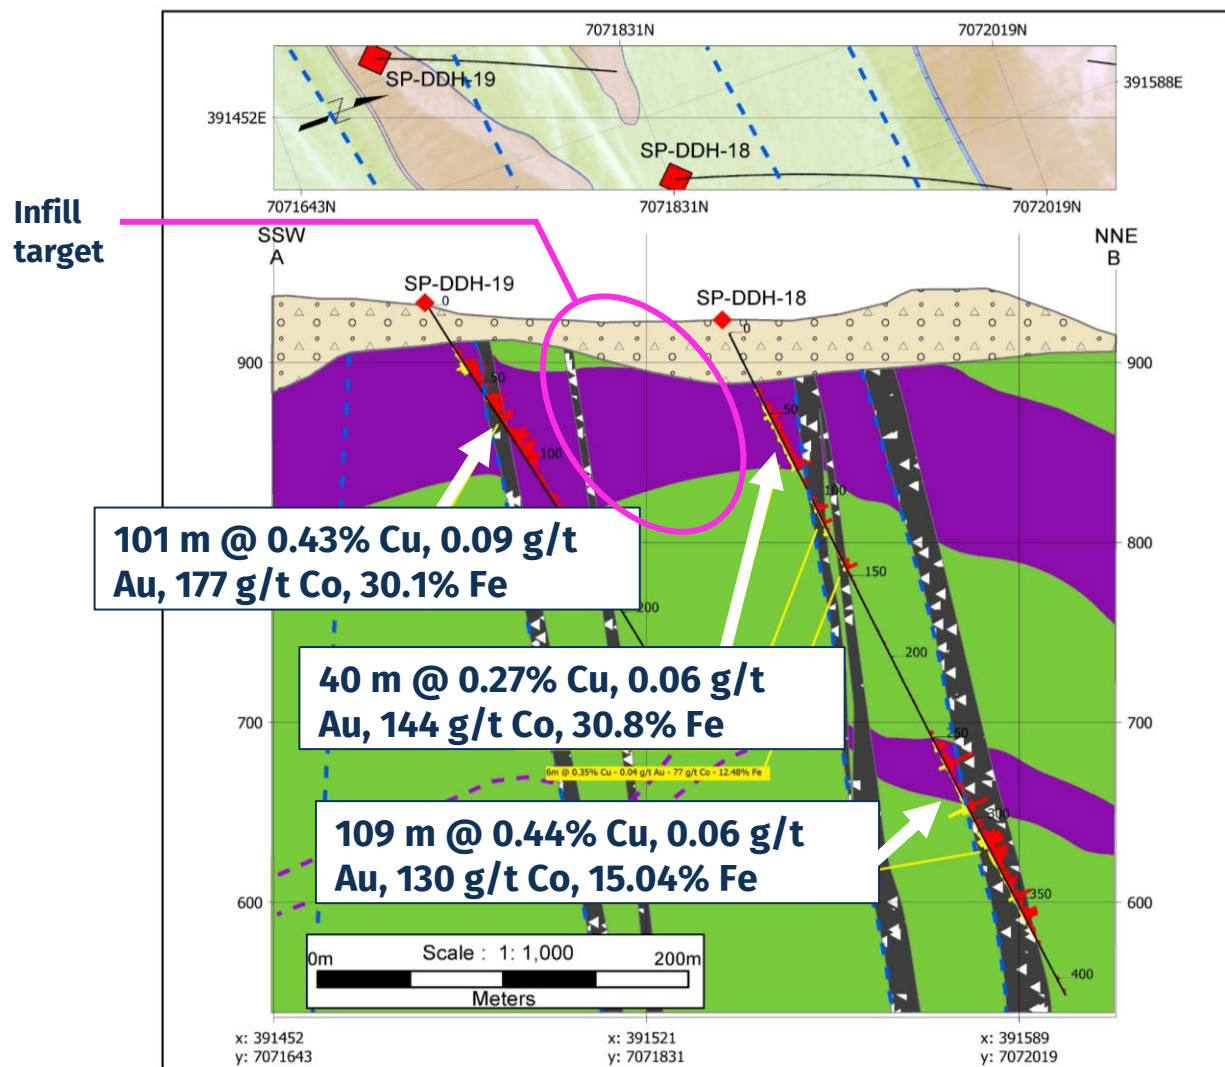 7071831N
7072019N
SP-DDH-19
391588E
N
391452E
SP-DDH-18
7071643N
7071831N
7072019N
Infill
target
SSW
A
NNE
B
SP-DDH-19
0
SP-DDH-18
0
900
900
50
50
100
100
800
800
150
101 m @ 0.43% Cu, 0.09 g/t
Au, 177 g/t Co, 30.1% Fe
200
200
40 m @ 0.27% Cu, 0.06 g/t
Au, 144 g/t Co, 30.8% Fe
700
700
250
6m @ 0.35% Cu - 0.04 g/t Au - 77 g/t Co - 12.48% Fe
300
109 m @ 0.44% Cu, 0.06 g/t
Au, 130 g/t Co, 15.04% Fe
350
600
600
Scale : 1: 1,000
0m
200m
Meters
400
x: 391452
y: 7071643
x: 391521
y: 7071831
x: 391589
y: 7072019